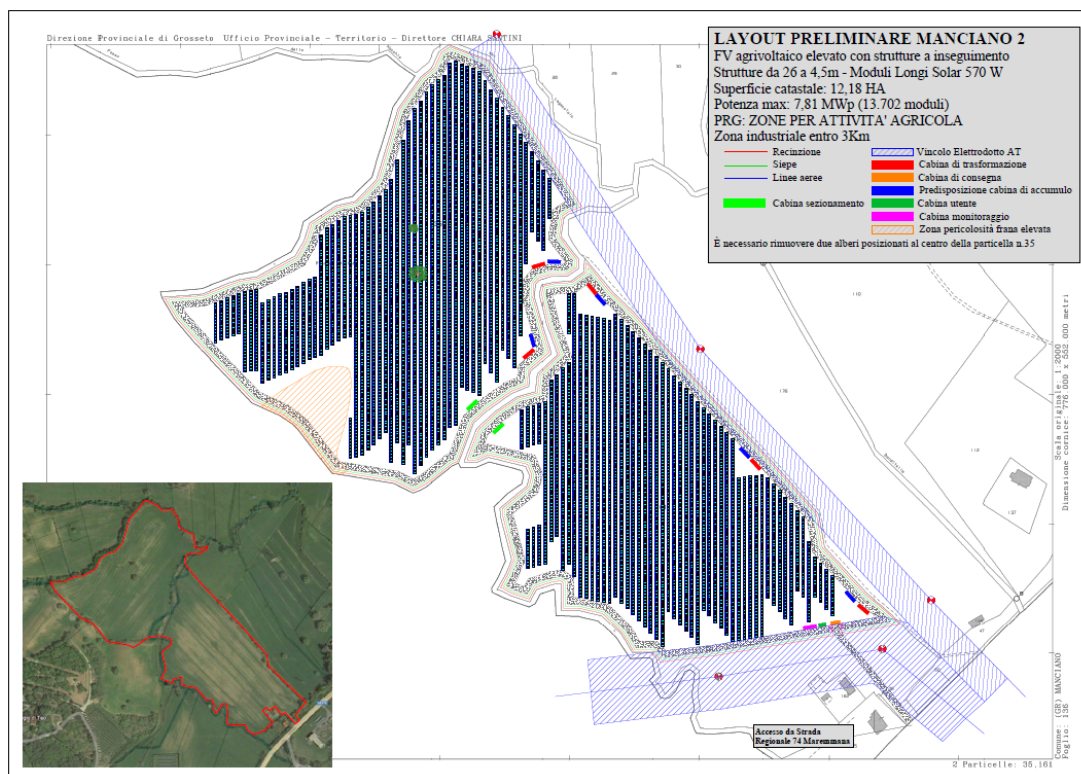 Direzione Provinciale di Grosseto Ufficio Provinciale - Territorio - Direttore CHIARA SANTINI
LAYOUT PRELIMINARE MANCIANO 2
FV agrivoltaico elevato con strutture a inseguimento
Strutture da 26 a 4,5m - Moduli Longi Solar 570 W
Superficie catastale: 12,18 HA
Potenza max: 7,81 MWp (13.702 moduli)
PRG: ZONE PER ATTIVITA' AGRICOLA
Zona industriale entro 3Km
Recinzione
Siepe
Linee aeree
Cabina sezionamento
Vincolo Elettrodotto AT
Cabina di trasformazione
Cabina di consegna
Predisposizione cabina di accumulo
Cabina utente
Cabina monitoraggio
Zona pericolosità frana elevata
È necessario rimuovere due alberi posizionati al centro della particella n.35
110
178
Scala originale: 1:2000
Dimensione cornice: 776.000 x 552.000 metri
Comune: (GR) MANCIANO
Foglio: 136
Accesso da Strada
Regionale 74 Maremmana
2 Particelle: 35,161